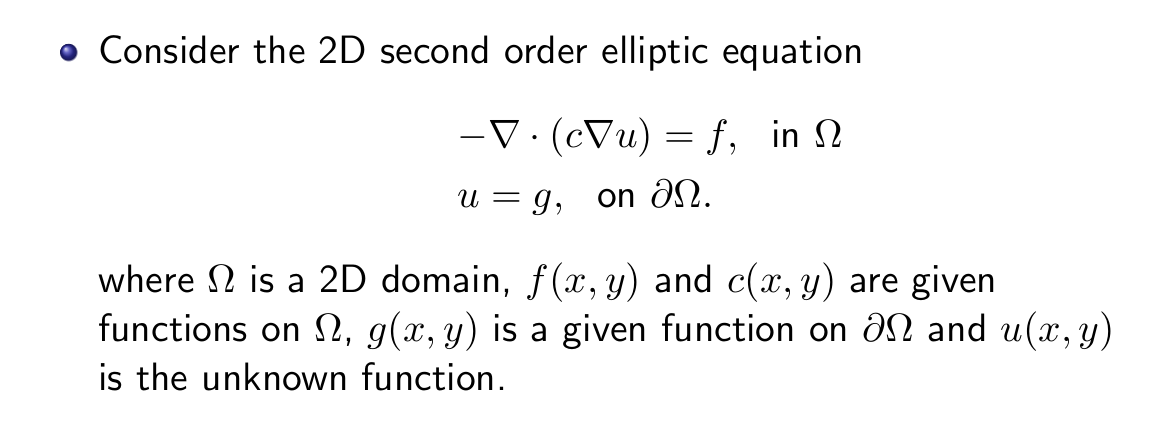 Consider the 2D second order elliptic equation
−∇ · (c∇u) = f, in Ω
u = g, on ∂Ω.
where Ω is a 2D domain, f(x, y) and c(x, y) are given
functions on Ω, g(x, y) is a given function on ∂Ω and u(x, y)
is the unknown function.